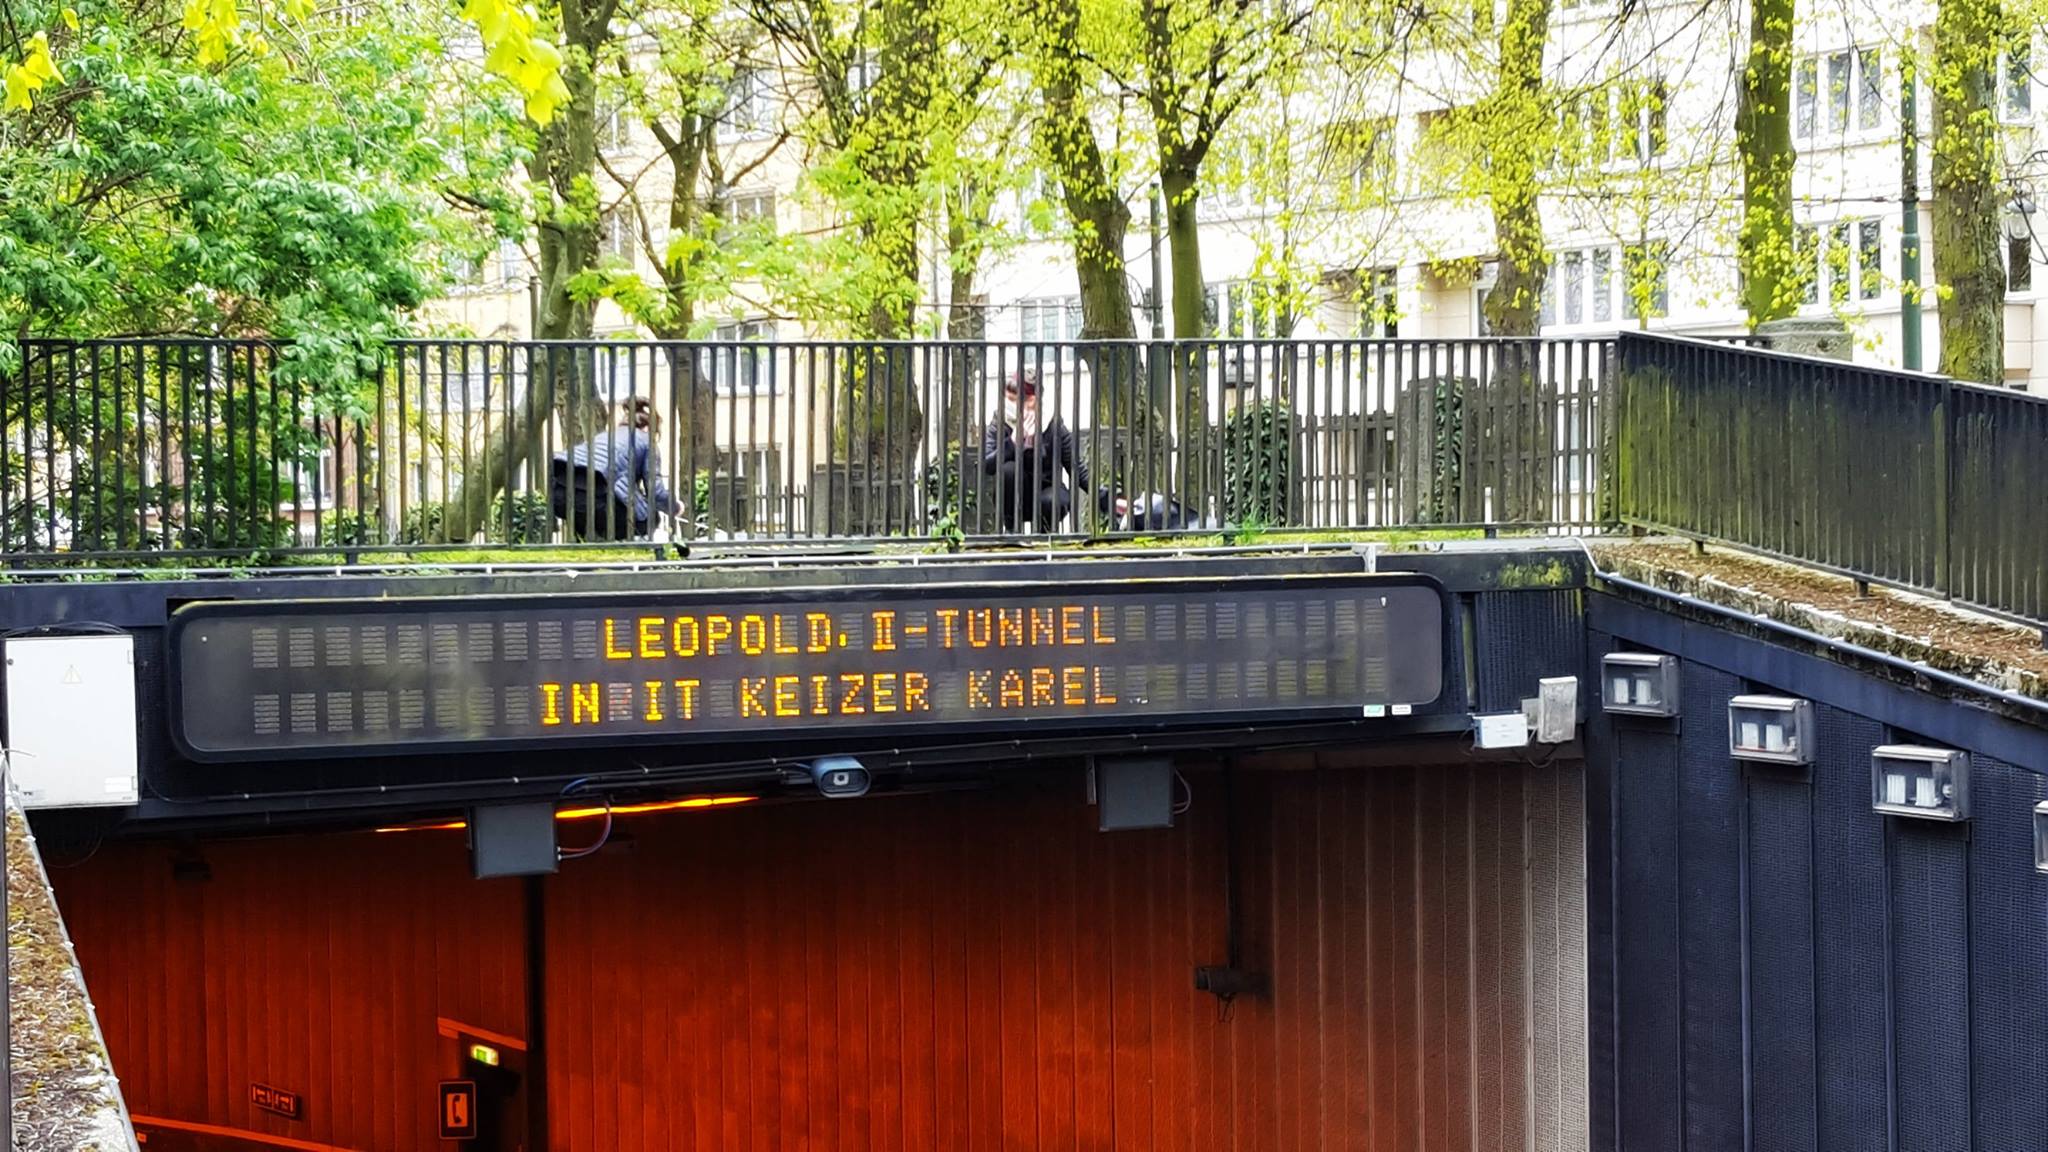 LEOPOLD. II-TUNNEL
IN IT KEIZER KAREL